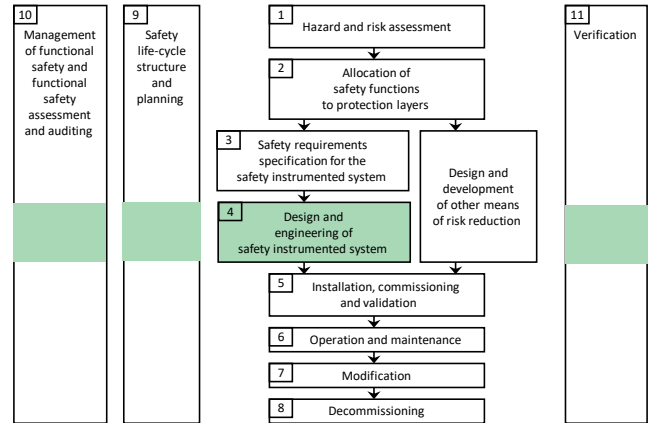 10
Management
of functional
safety and
functional
safety
assessment
and auditing
9
Safety
life-cycle
structure
and
planning
1
Hazard and risk assessment
2
Allocation of
safety functions
to protection layers
3
Safety requirements
specification for the
safety instrumented system
Design and
development
of other means
of risk reduction
4
Design and
engineering of
safety instrumented system
5
Installation, commissioning
and validation
6
Operation and maintenance
7
Modification
8
Decommissioning
11
Verification